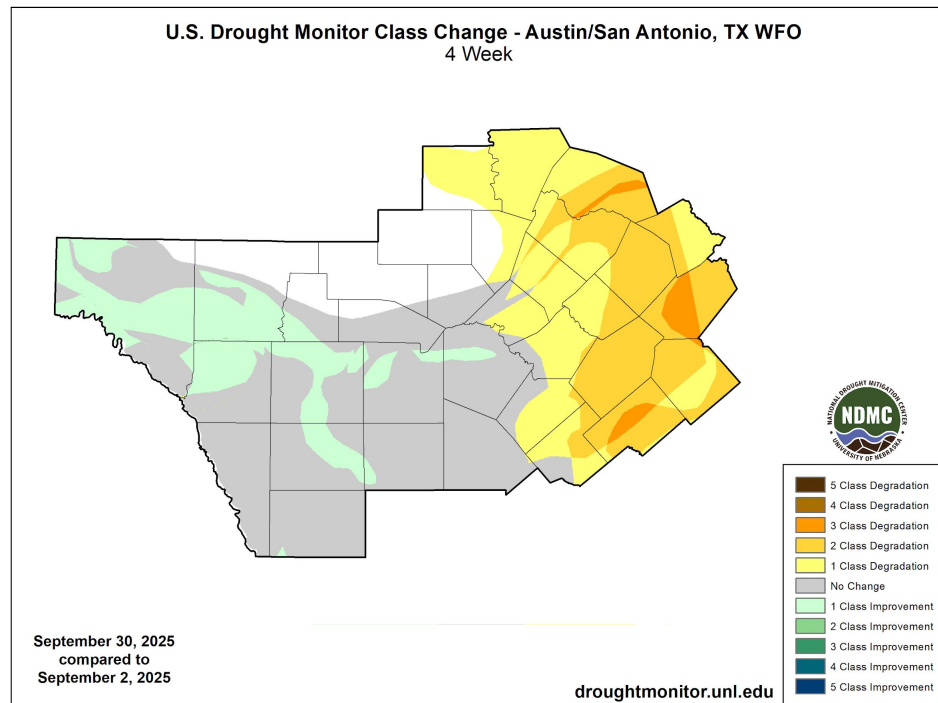 U.S. Drought Monitor Class Change - Austin/San Antonio, TX WFO
4 Week
NATIONAL DROUGHT MITIGATION CENTER
NDMC
UNIVERSITY OF NEBRASKA
5 Class Degradation
4 Class Degradation
3 Class Degradation
2 Class Degradation
1 Class Degradation
No Change
1 Class Improvement
2 Class Improvement
3 Class Improvement
4 Class Improvement
5 Class Improvement
September 30, 2025
compared to
September 2, 2025
droughtmonitor.unl.edu